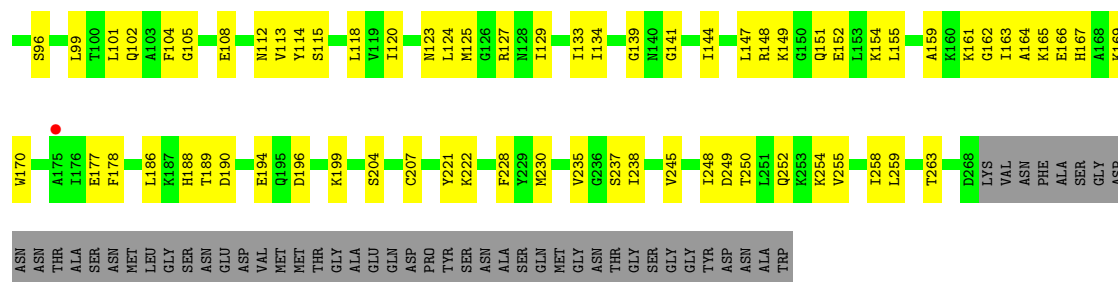 S96 L99 T100 L101 Q102 A103 F104 G105 E108 N112 V113 Y114 S115 L118 V119 I120 N123 L124 M125 G126 R127 N128 I129 I133 I134 G139 N140 G141 I144 L147 R148 K149 G150 Q151 E152 L153 K154 L155 A159 K160 K161 G162 I163 A164 K165 E166 H167 A168 K169
W170 A175 I176 E177 F178 L186 K187 H188 T189 D190 E194 Q195 D196 K199 S204 C207 Y221 K222 F228 Y229 M230 V235 G236 S237 I238 V245 I248 D249 T250 L251 Q252 K253 K254 V255 I258 L259 T263 D268 LYS VAL ASN PHE ALA SER GLY ASP
ASN ASN THR ALA SER ASN MET LEU GLY SER ASN GLU ASP VAL MET MET THR GLY ALA GLU GLN ASP PRO TYR SER ASN ALA SER GLN MET GLY ASN THR GLY SER GLY GLY TYR ASP ASN ALA TRP